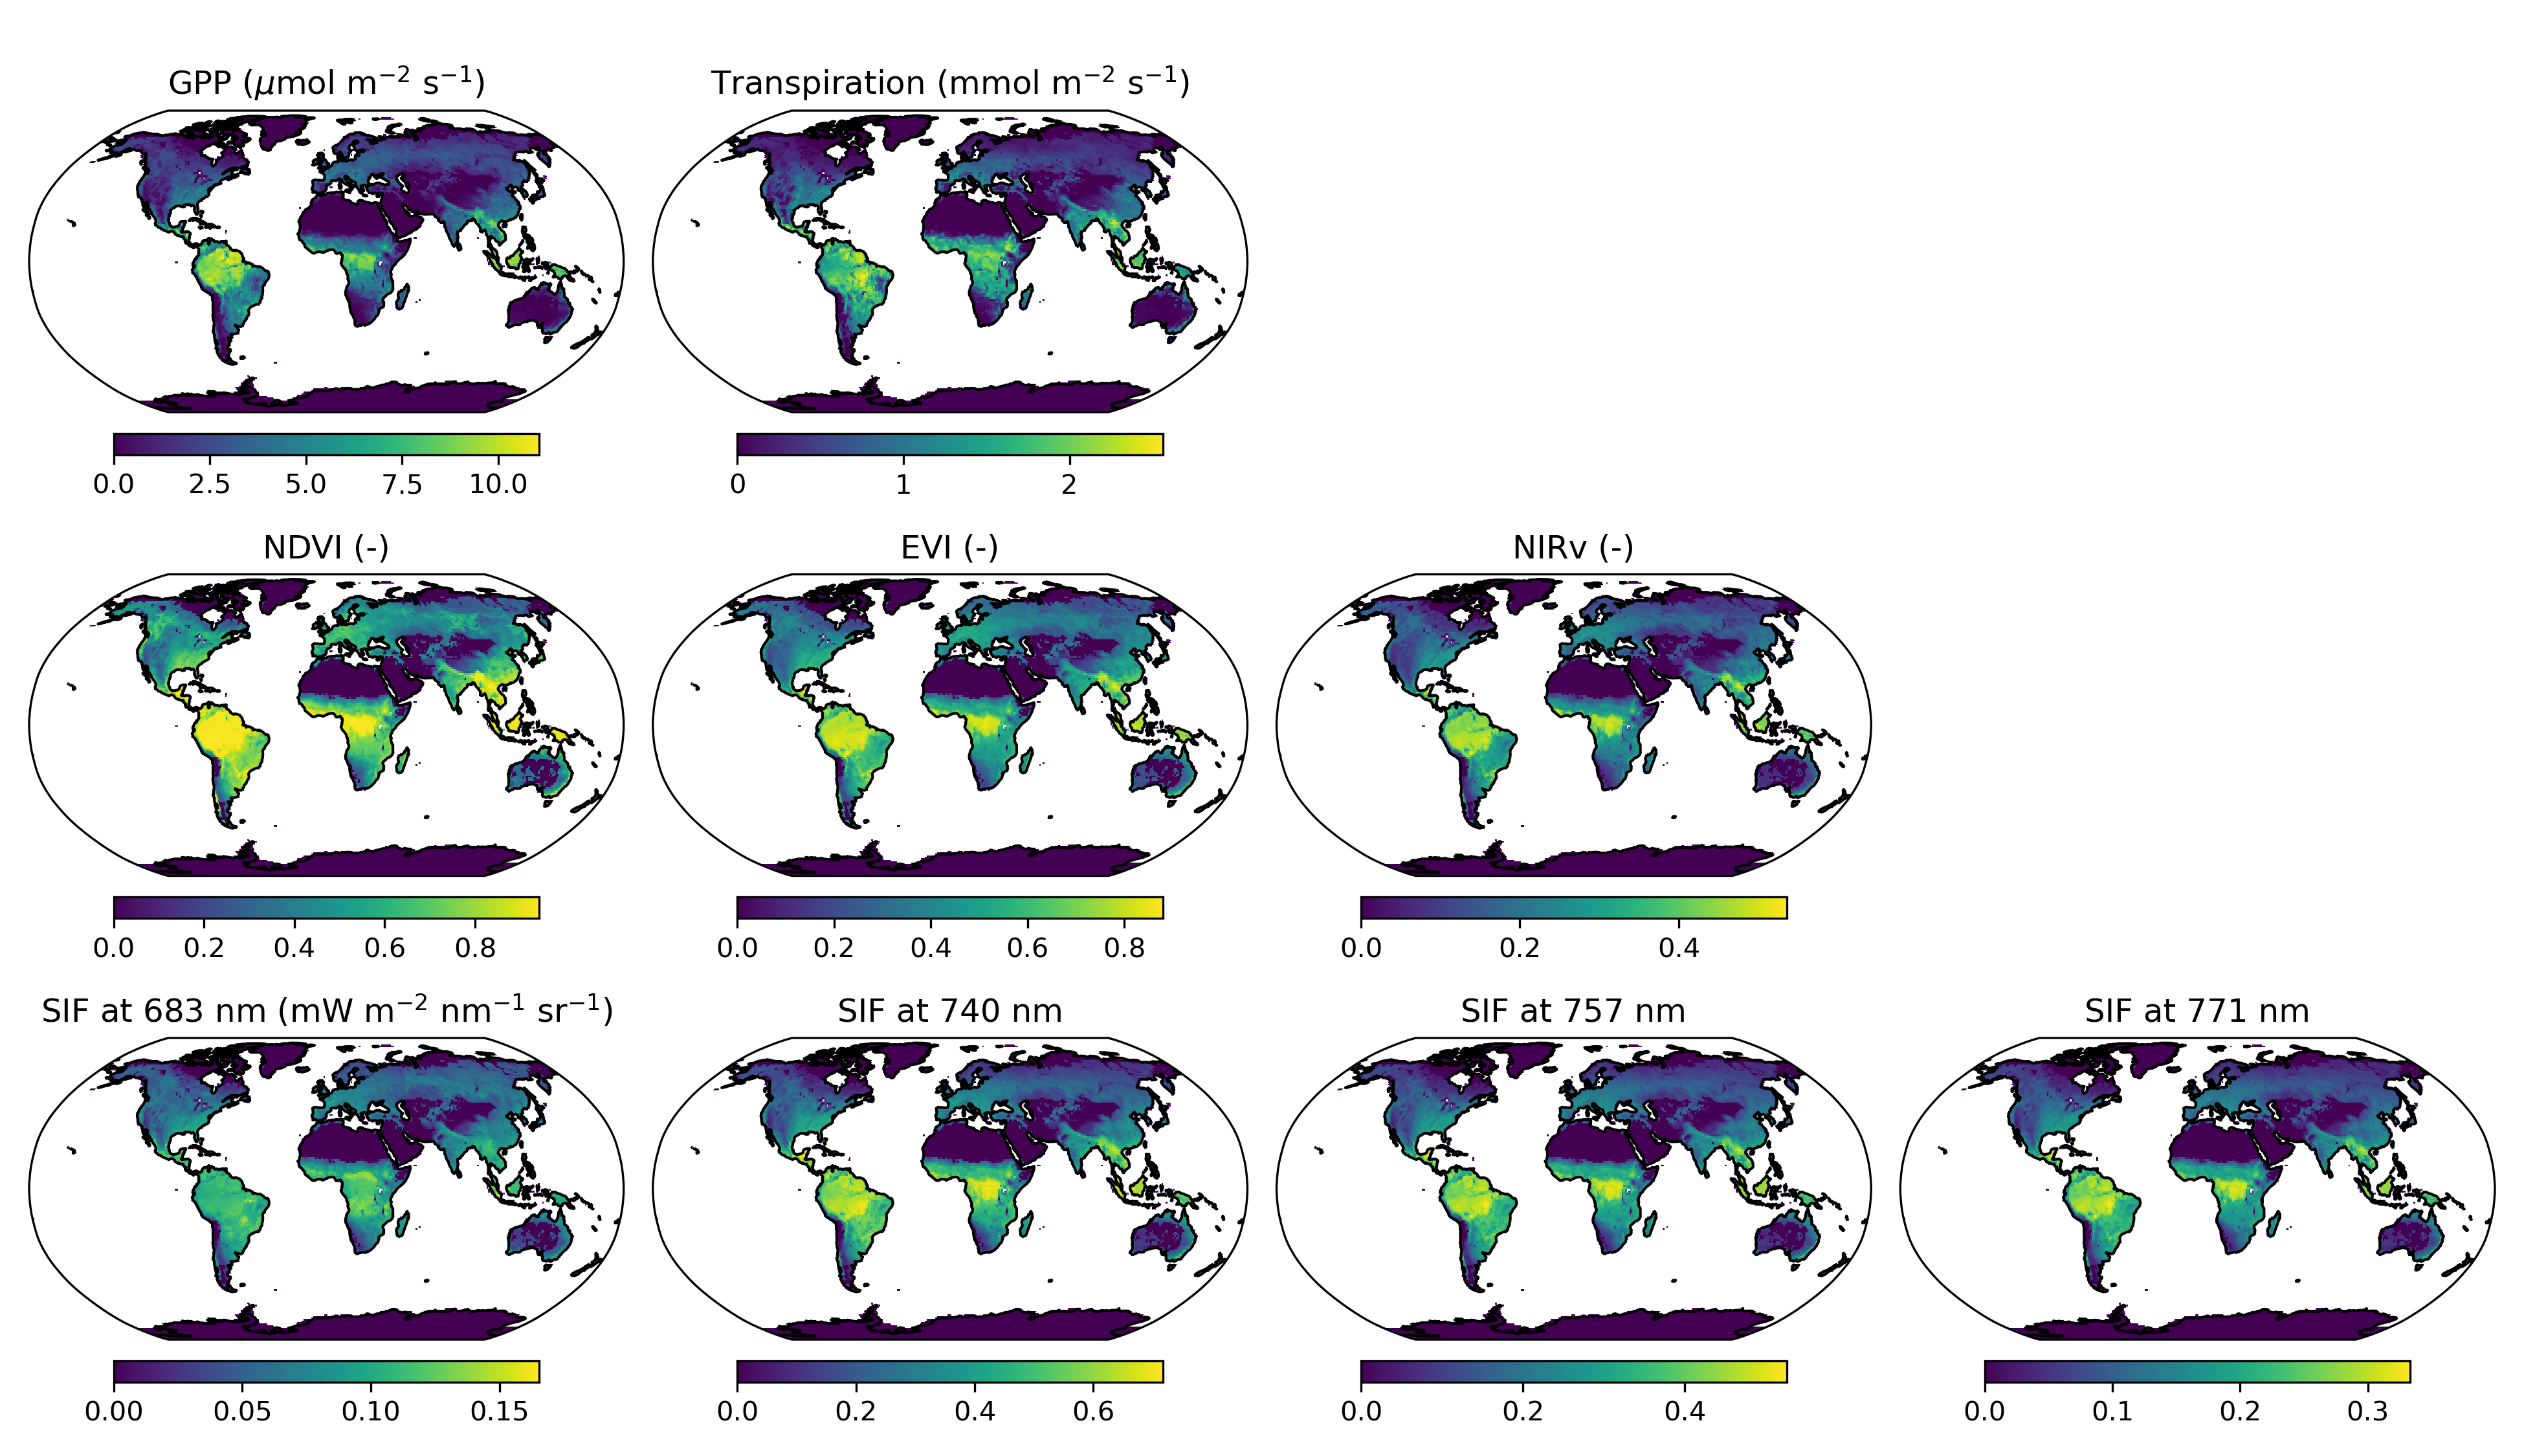 GPP (μmol m⁻² s⁻¹) Transpiration (mmol m⁻² s⁻¹)
0.0 2.5 5.0 7.5 10.0 0 1 2
NDVI (-) EVI (-) NIRv (-)
0.0 0.2 0.4 0.6 0.8 0.0 0.2 0.4 0.6 0.8 0.0 0.2 0.4
SIF at 683 nm (mW m⁻² nm⁻¹ sr⁻¹) SIF at 740 nm SIF at 757 nm SIF at 771 nm
0.00 0.05 0.10 0.15 0.0 0.2 0.4 0.6 0.0 0.2 0.4 0.0 0.1 0.2 0.3